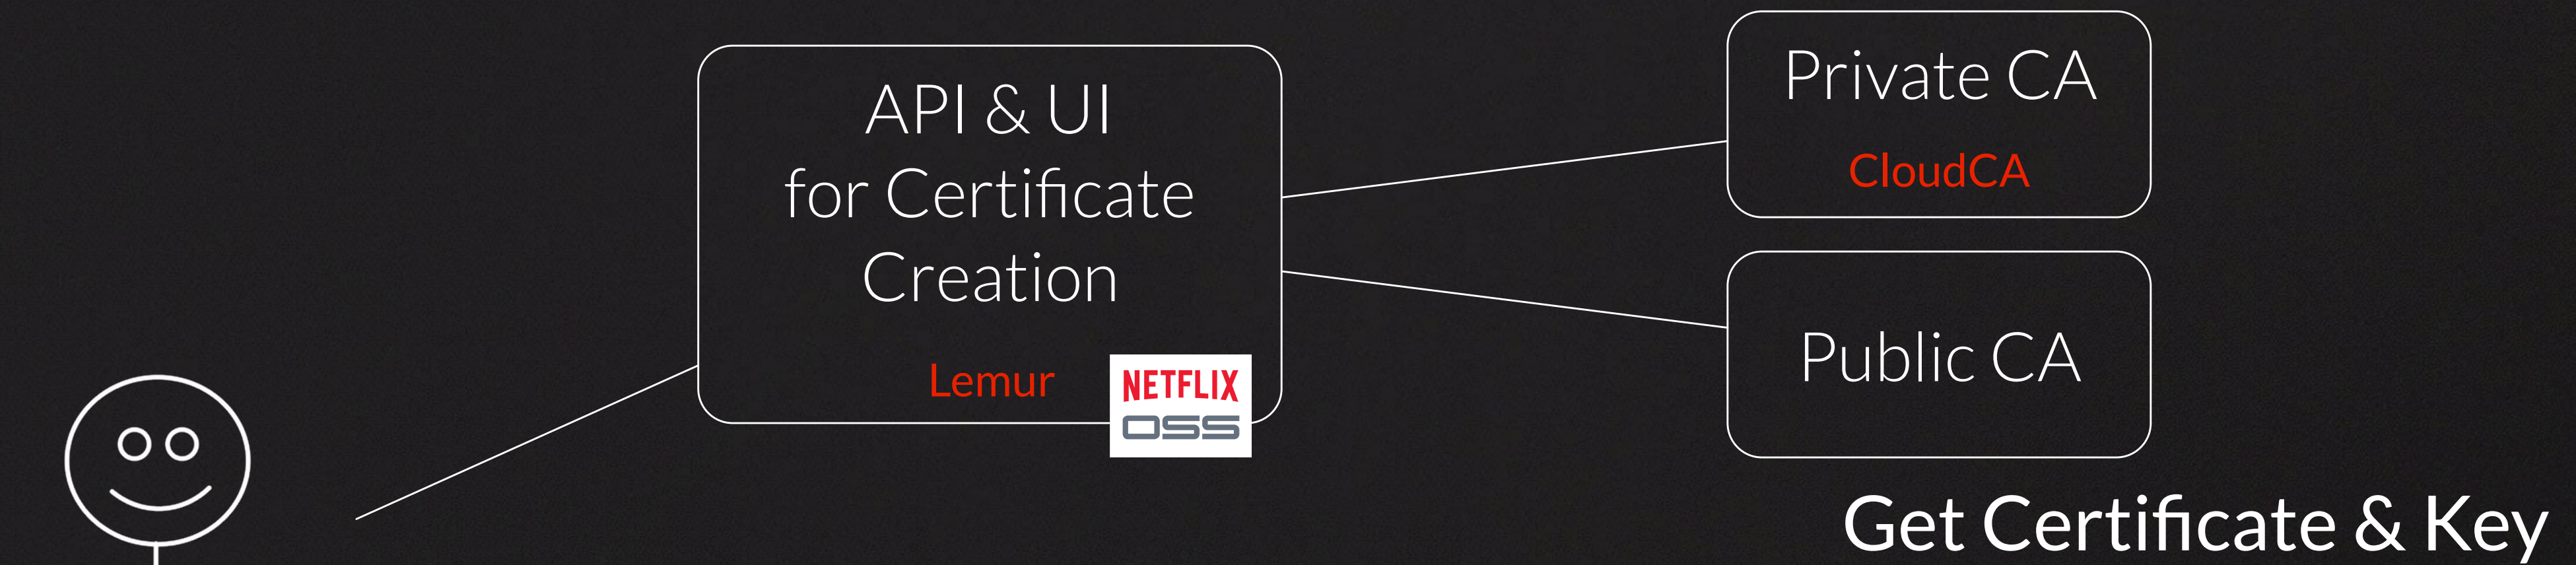 API & UI
for Certificate
Creation
Lemur
NETFLIX
OSS
Private CA
CloudCA
Public CA
Get Certificate & Key